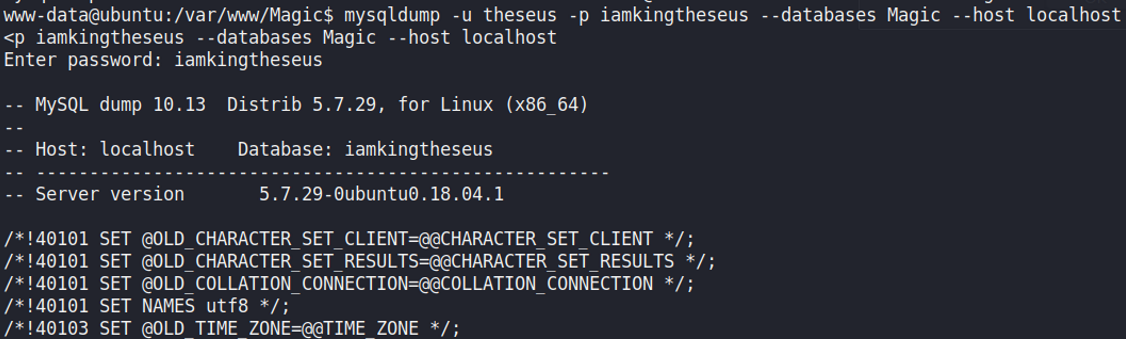 www-data@ubuntu:/var/www/Magic$ mysqldump -u theseus -p iamkingtheseus --databases Magic --host localhost
<p iamkingtheseus --databases Magic --host localhost
Enter password: iamkingtheseus
-- MySQL dump 10.13  Distrib 5.7.29, for Linux (x86_64)
--
-- Host: localhost    Database: iamkingtheseus
-- ------------------------------------------------------
-- Server version       5.7.29-0ubuntu0.18.04.1
/*!40101 SET @OLD_CHARACTER_SET_CLIENT=@@CHARACTER_SET_CLIENT */;
/*!40101 SET @OLD_CHARACTER_SET_RESULTS=@@CHARACTER_SET_RESULTS */;
/*!40101 SET @OLD_COLLATION_CONNECTION=@@COLLATION_CONNECTION */;
/*!40101 SET NAMES utf8 */;
/*!40103 SET @OLD_TIME_ZONE=@@TIME_ZONE */;